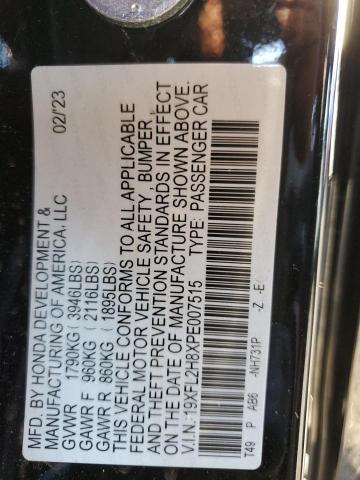 MFD. BY HONDA DEVELOPMENT &
MANUFACTURING OF AMERICA, LLC 02/'23
GVWR 1790KG ( 3946LBS)
GAWR F 960KG ( 2116LBS)
GAWR R 860KG ( 1895LBS)
THIS VEHICLE CONFORMS TO ALL APPLICABLE
FEDERAL MOTOR VEHICLE SAFETY , BUMPER,
AND THEFT PREVENTION STANDARDS IN EFFECT
ON THE DATE OF MANUFACTURE SHOWN ABOVE.
V.I.N.: 19XFL2H8XPE007515 TYPE: PASSENGER CAR
T49 P AB6 -NH731P -Z -E